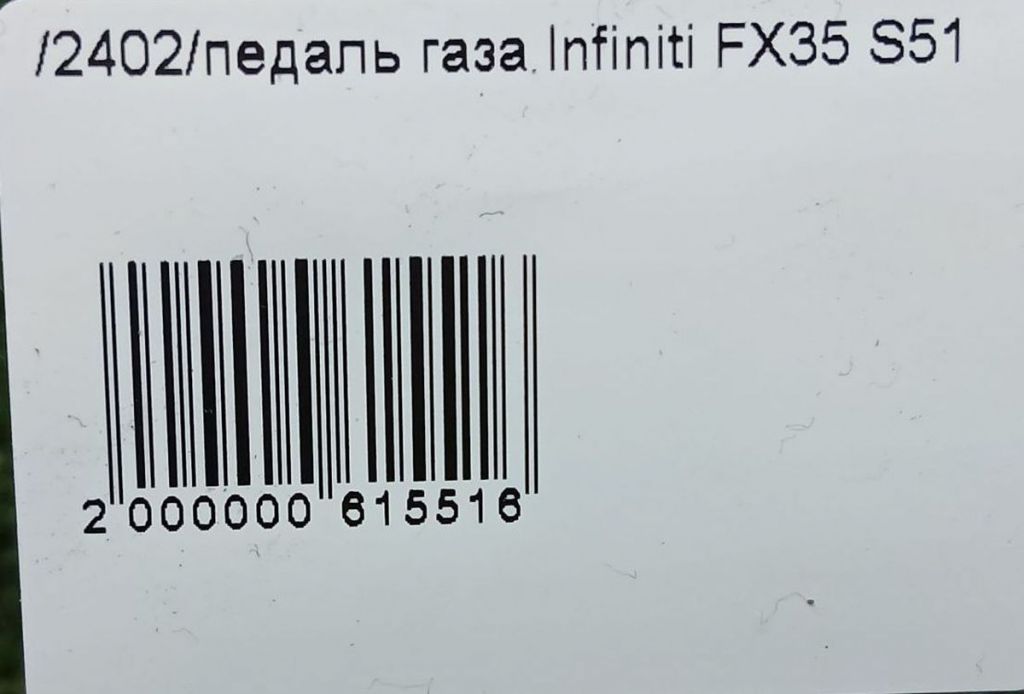 /2402/педаль газа. Infiniti FX35 S51
2 000000 615516